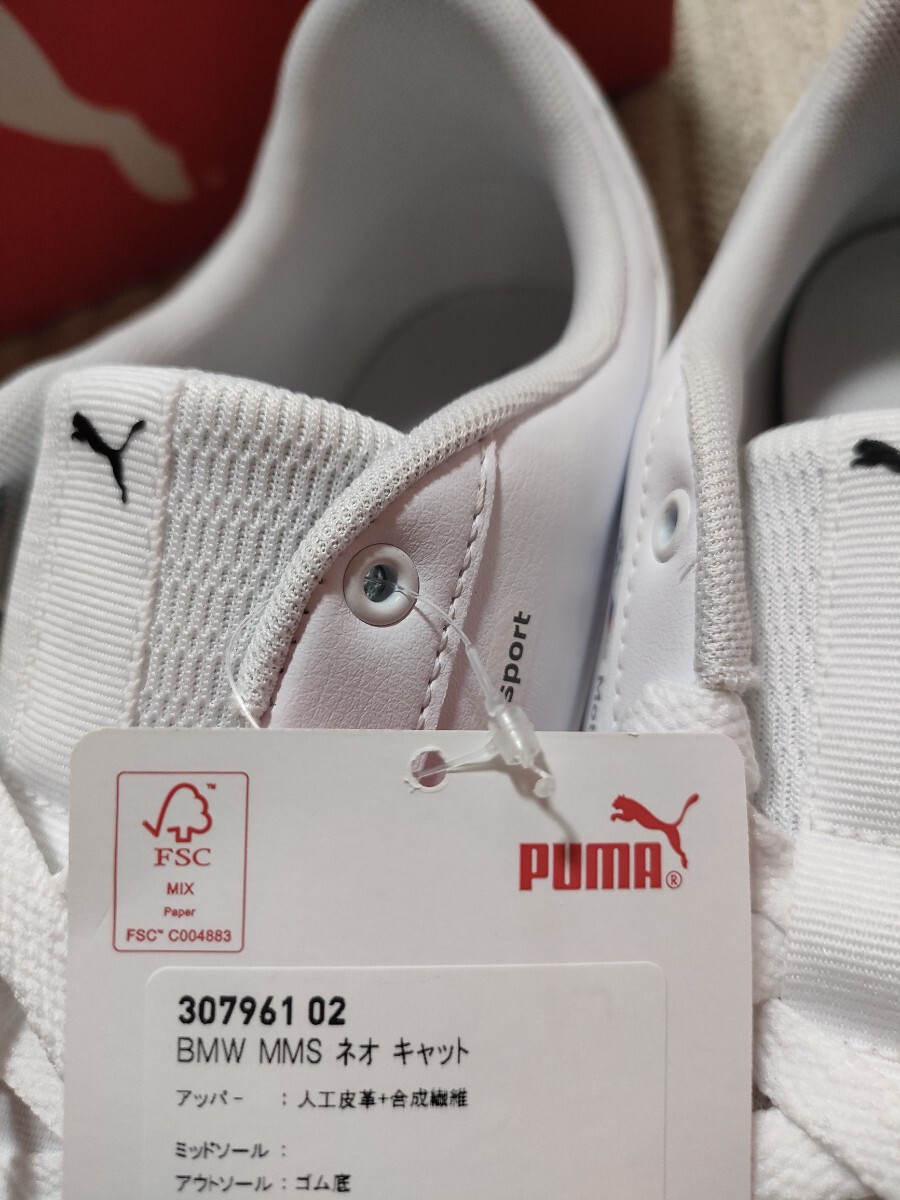 sport
Mo
FSC™
MIX
Paper
FSC™ C004883
PUMA®
307961 02
BMW MMS ネオ キャット
アッパー : 人工皮革+合成繊維
ミッドソール :
アウトソール : ゴム底